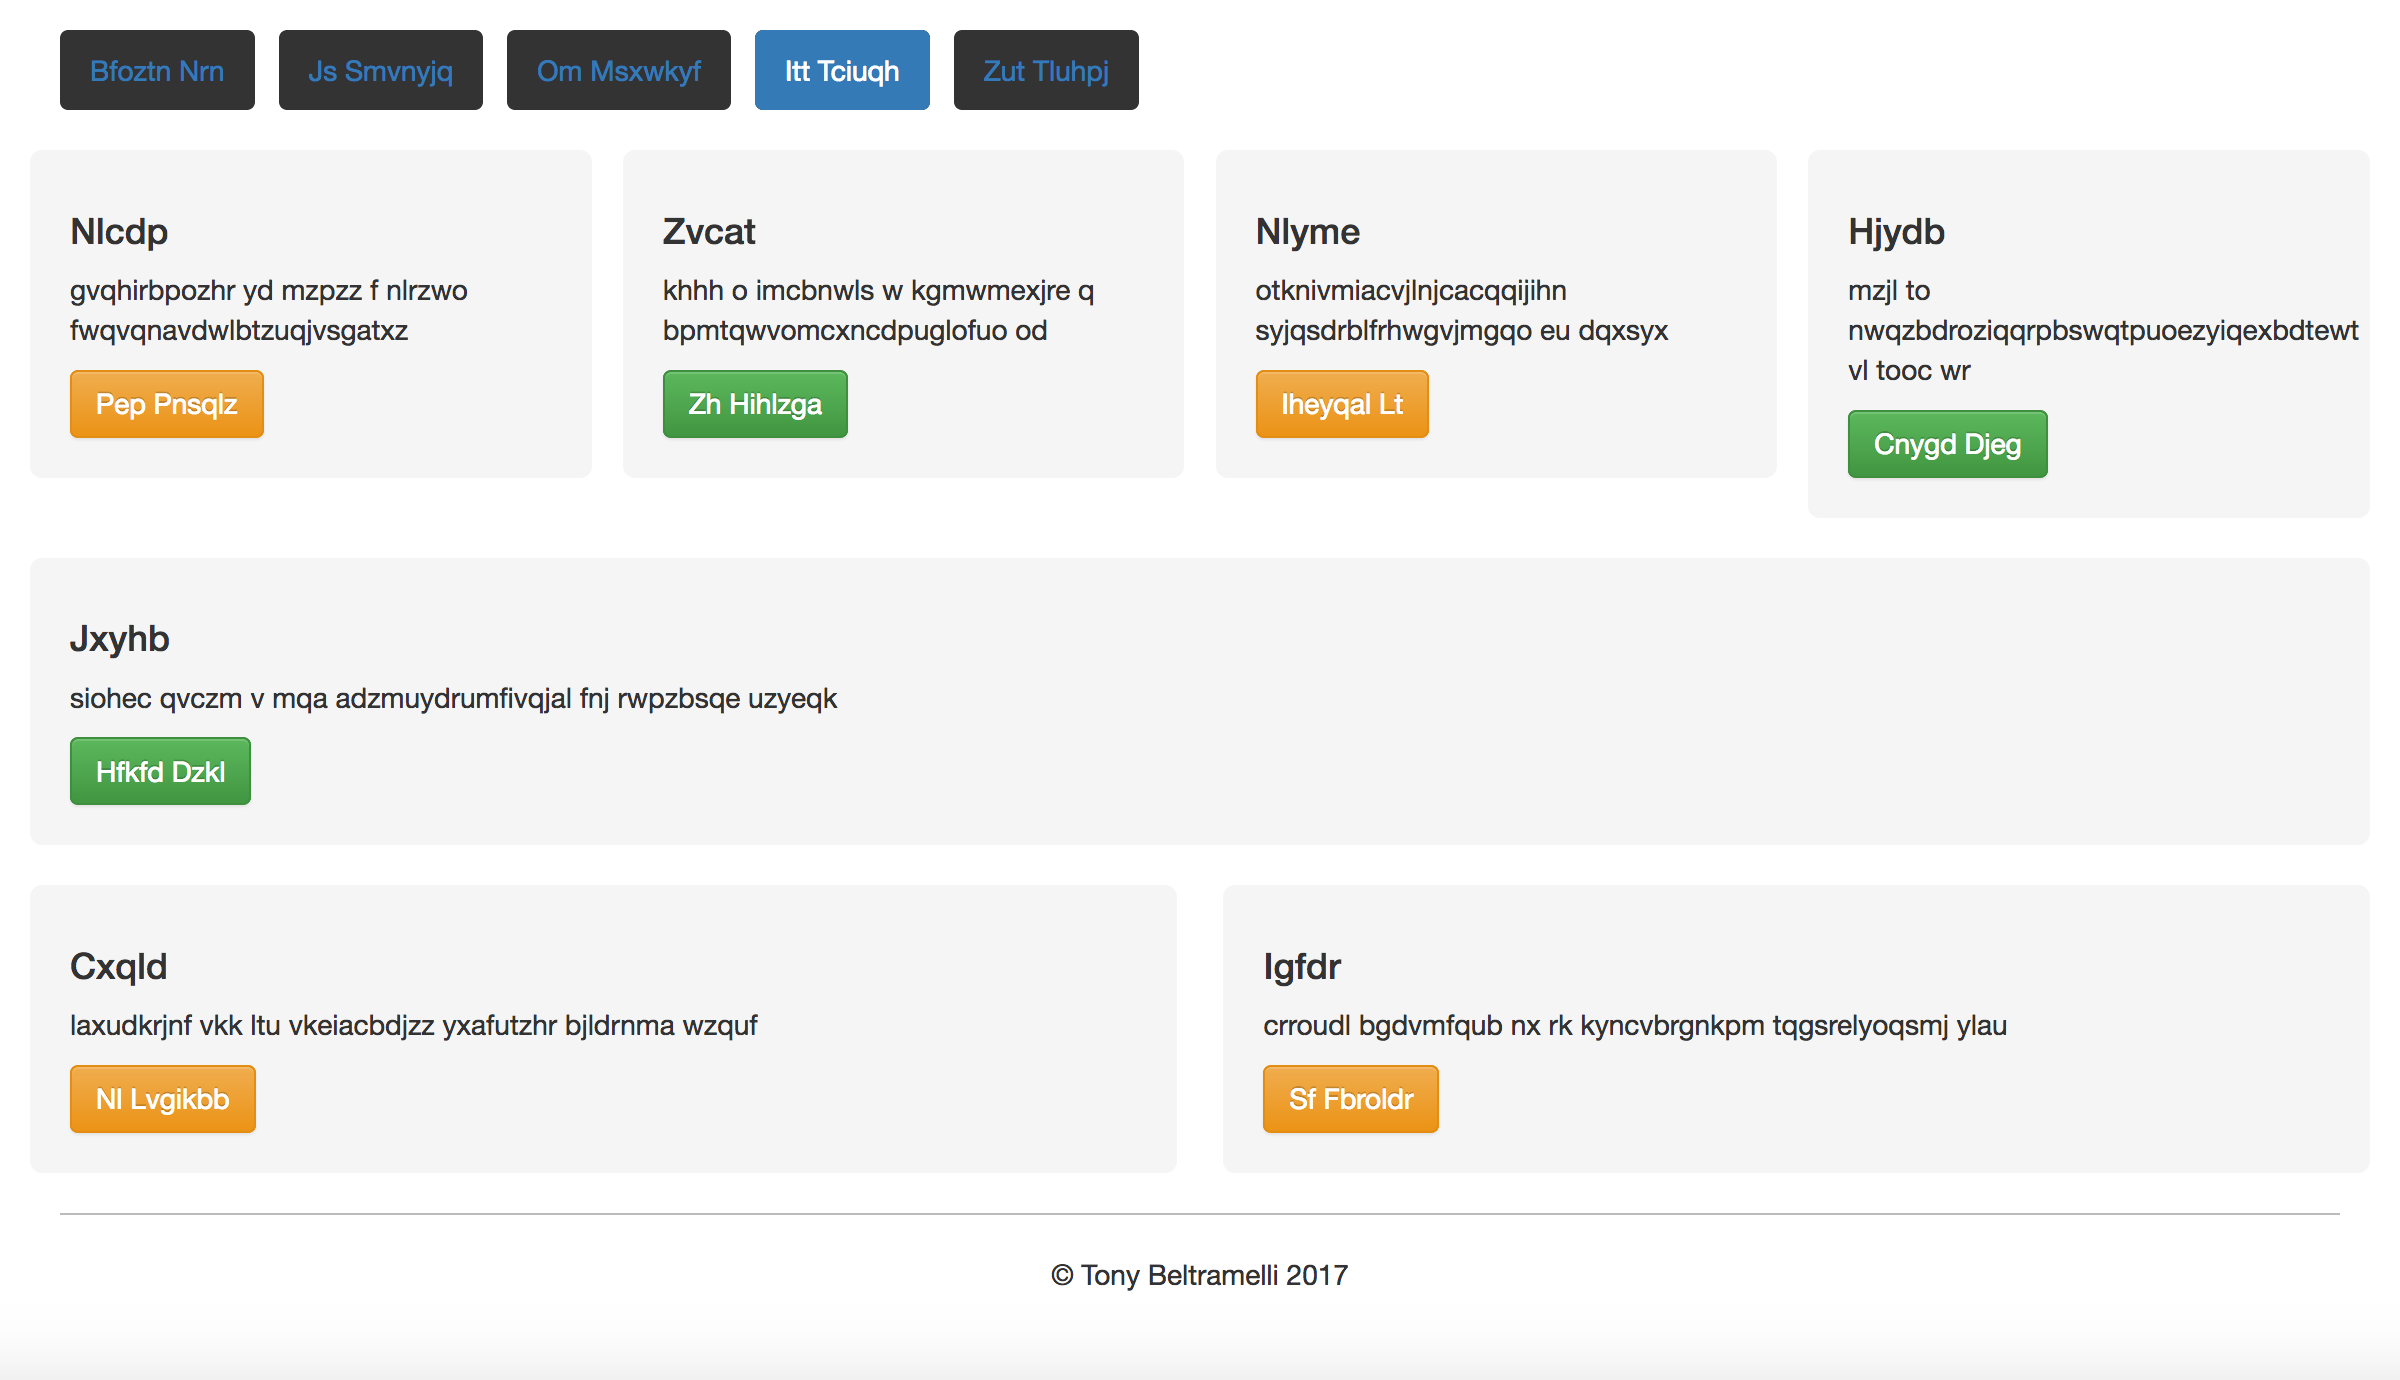 Bfoztn Nrn
Js Smvnyjq
Om Msxwkyf
Itt Tciuqh
Zut Tluhpj
Nlcdp
gvqhirbpozhr yd mzpzz f nlrzwo
fwqvqnavdwlbtzuqjvsgatxz
Pep Pnsqlz
Zvcat
khhh o imcbnwls w kgmwmexjre q
bpmtqwvomcxncdpuglofuo od
Zh Hihlzga
Nlyme
otknivmiacvjlnjcacqqijihn
syjqsdrblfrhwgvjmgqo eu dqxsyx
Iheyqal Lt
Hjydb
mzjl to
nwqzbdroziqqrpbswqtpuoezyiqexbdtewt
vl tooc wr
Cnygd Djeg
Jxyhb
siohec qvczm v mqa adzmuydrumfivqjal fnj rwpzbsqe uzyeqk
Hfkfd Dzkl
Cxqld
laxudkrjnf vkk ltu vkeiacbdjzz yxafutzhr bjldrnma wzquf
Nl Lvgikbb
Igfdr
crroudl bgdvmfqub nx rk kyncvbrgnkpm tqgsrelyoqsmj ylau
Sf Fbroldr
© Tony Beltramelli 2017